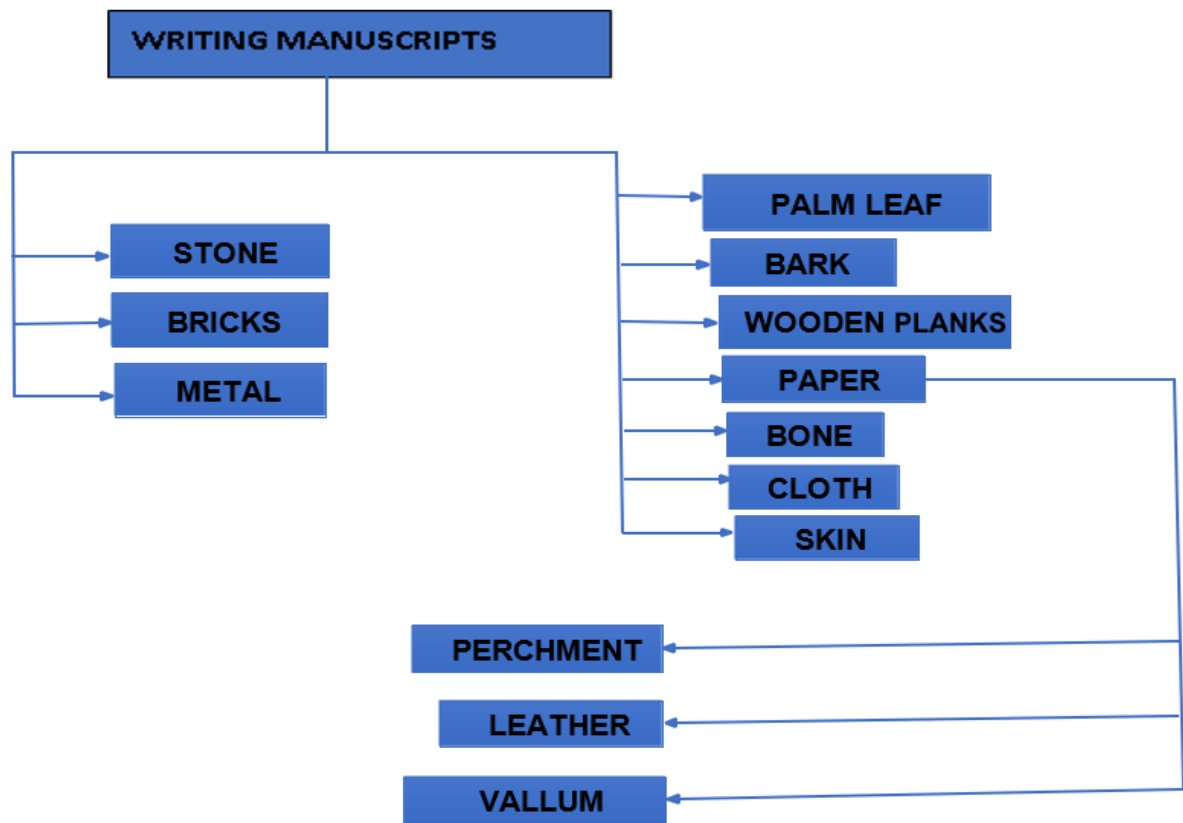 WRITING MANUSCRIPTS
STONE
BRICKS
METAL
PALM LEAF
BARK
WOODEN PLANKS
PAPER
BONE
CLOTH
SKIN
PERCHMENT
LEATHER
VALLUM